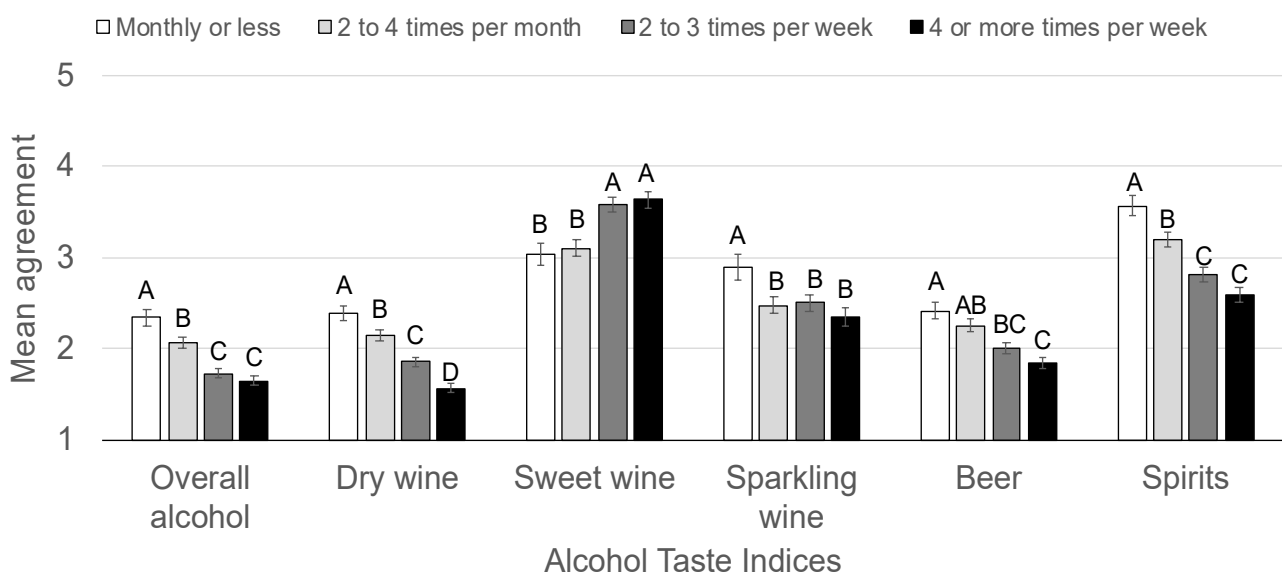 Monthly or less 2 to 4 times per month 2 to 3 times per week 4 or more times per week
5
4
3
2
1
Mean agreement
A B C C
A B C D
B B A A
A B B B
A AB BC C
A B C C
Overall alcohol
Dry wine
Sweet wine
Sparkling wine
Beer
Spirits
Alcohol Taste Indices